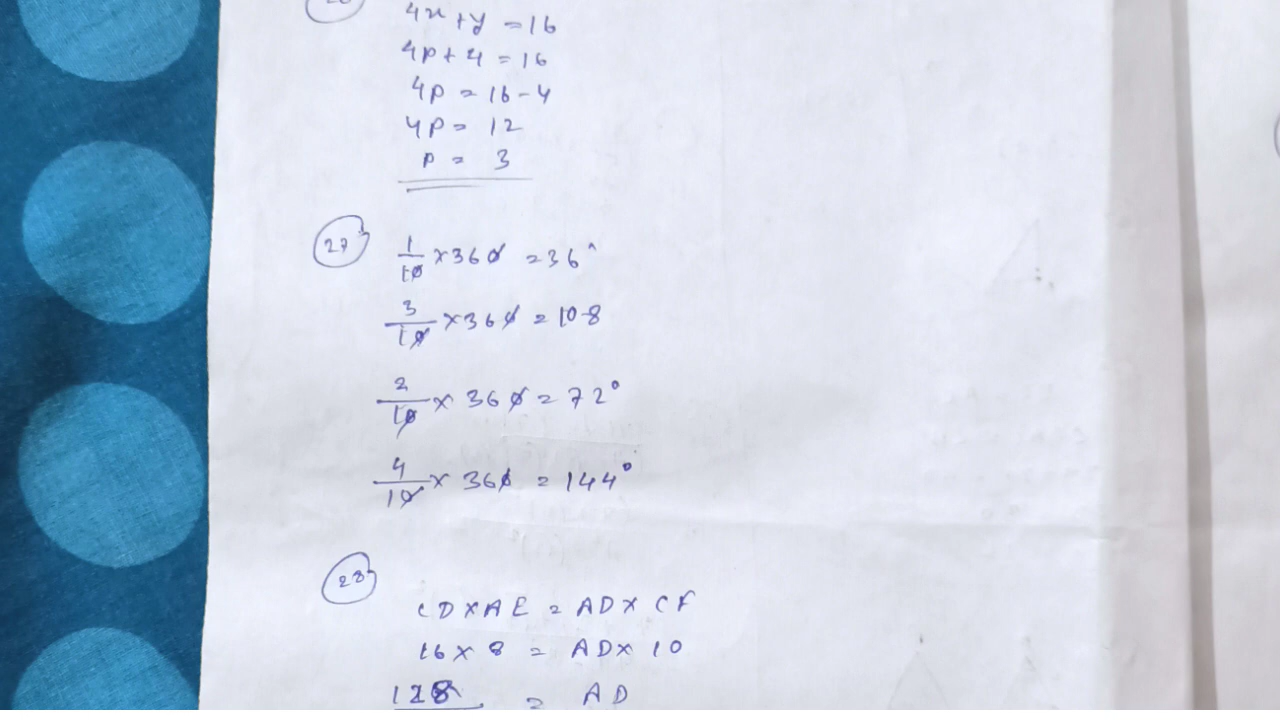 4x + y = 16
4p + 4 = 16
4p = 16 - 4
4p = 12
p = 3
27 1/10 × 360 = 36°
3/10 × 360 = 108
2/10 × 360 = 72°
4/10 × 360 = 144°
28
CD × AE = AD × CF
16 × 8 = AD × 10
128 = AD